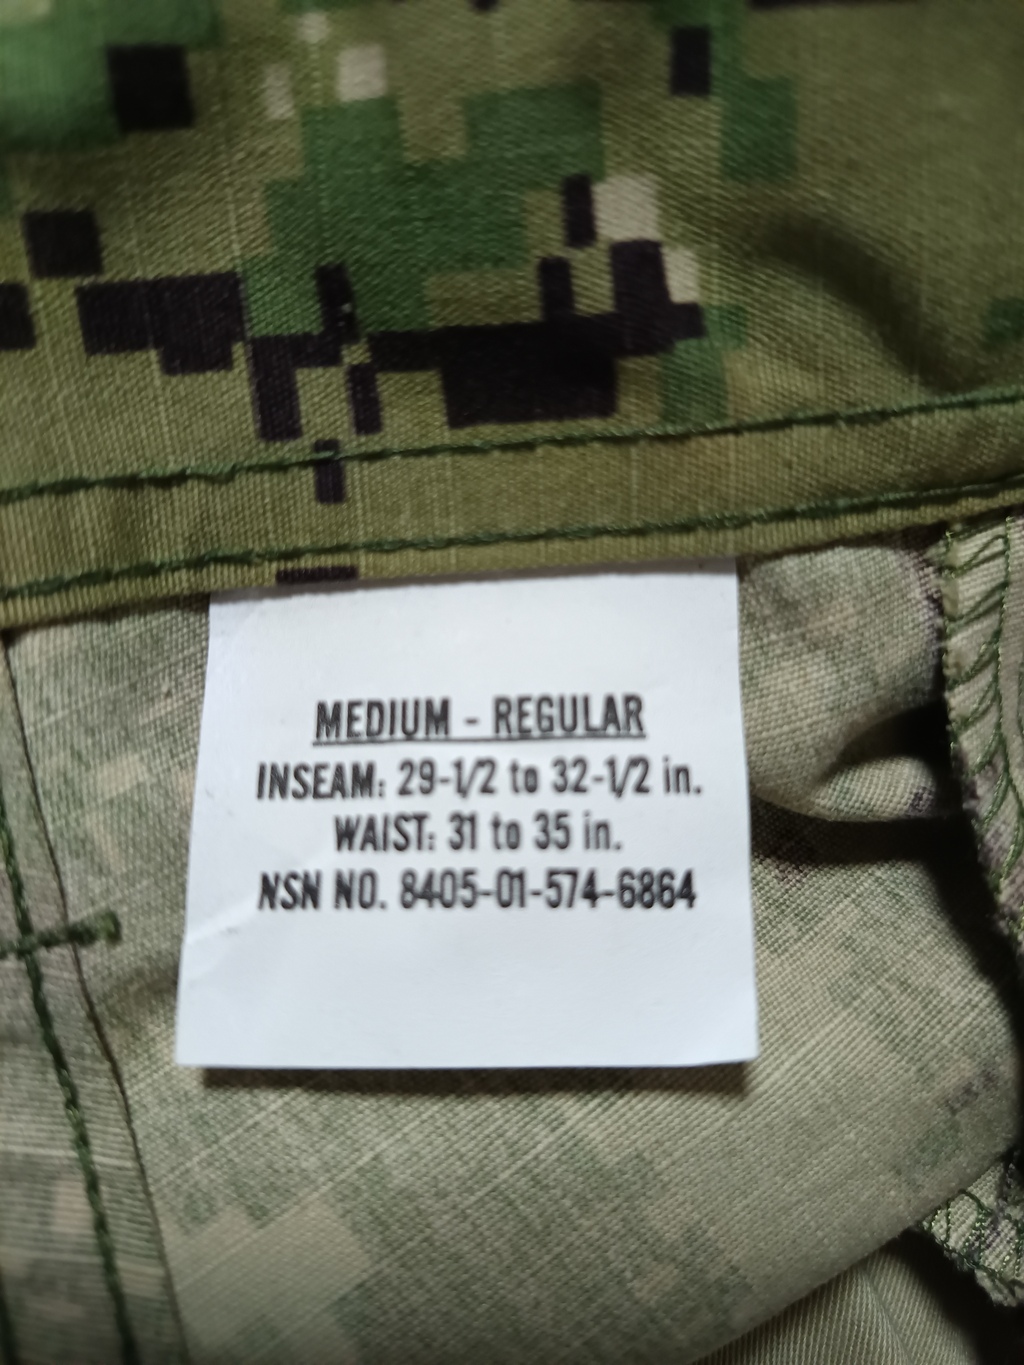 MEDIUM - REGULAR
INSEAM: 29-1/2 to 32-1/2 in.
WAIST: 31 to 35 in.
NSN NO. 8405-01-574-6864